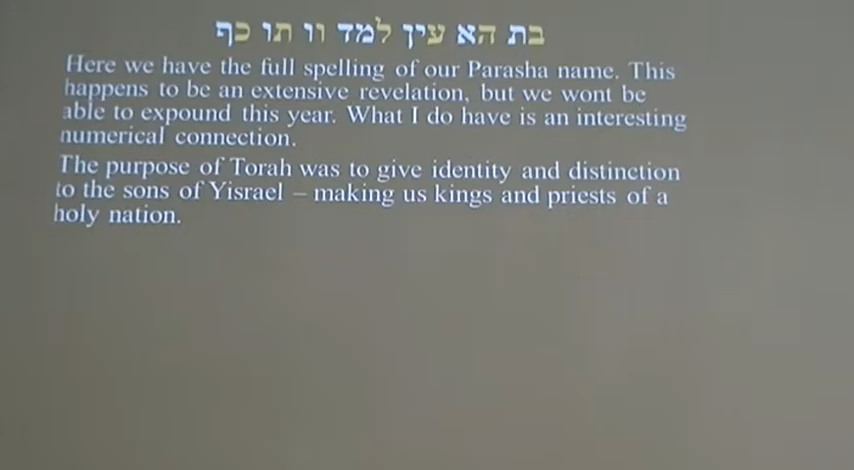 בת הא עין למד וו תו כף
Here we have the full spelling of our Parasha name. This
happens to be an extensive revelation, but we wont be
able to expound this year. What I do have is an interesting
numerical connection.
The purpose of Torah was to give identity and distinction
to the sons of Yisrael – making us kings and priests of a
holy nation.